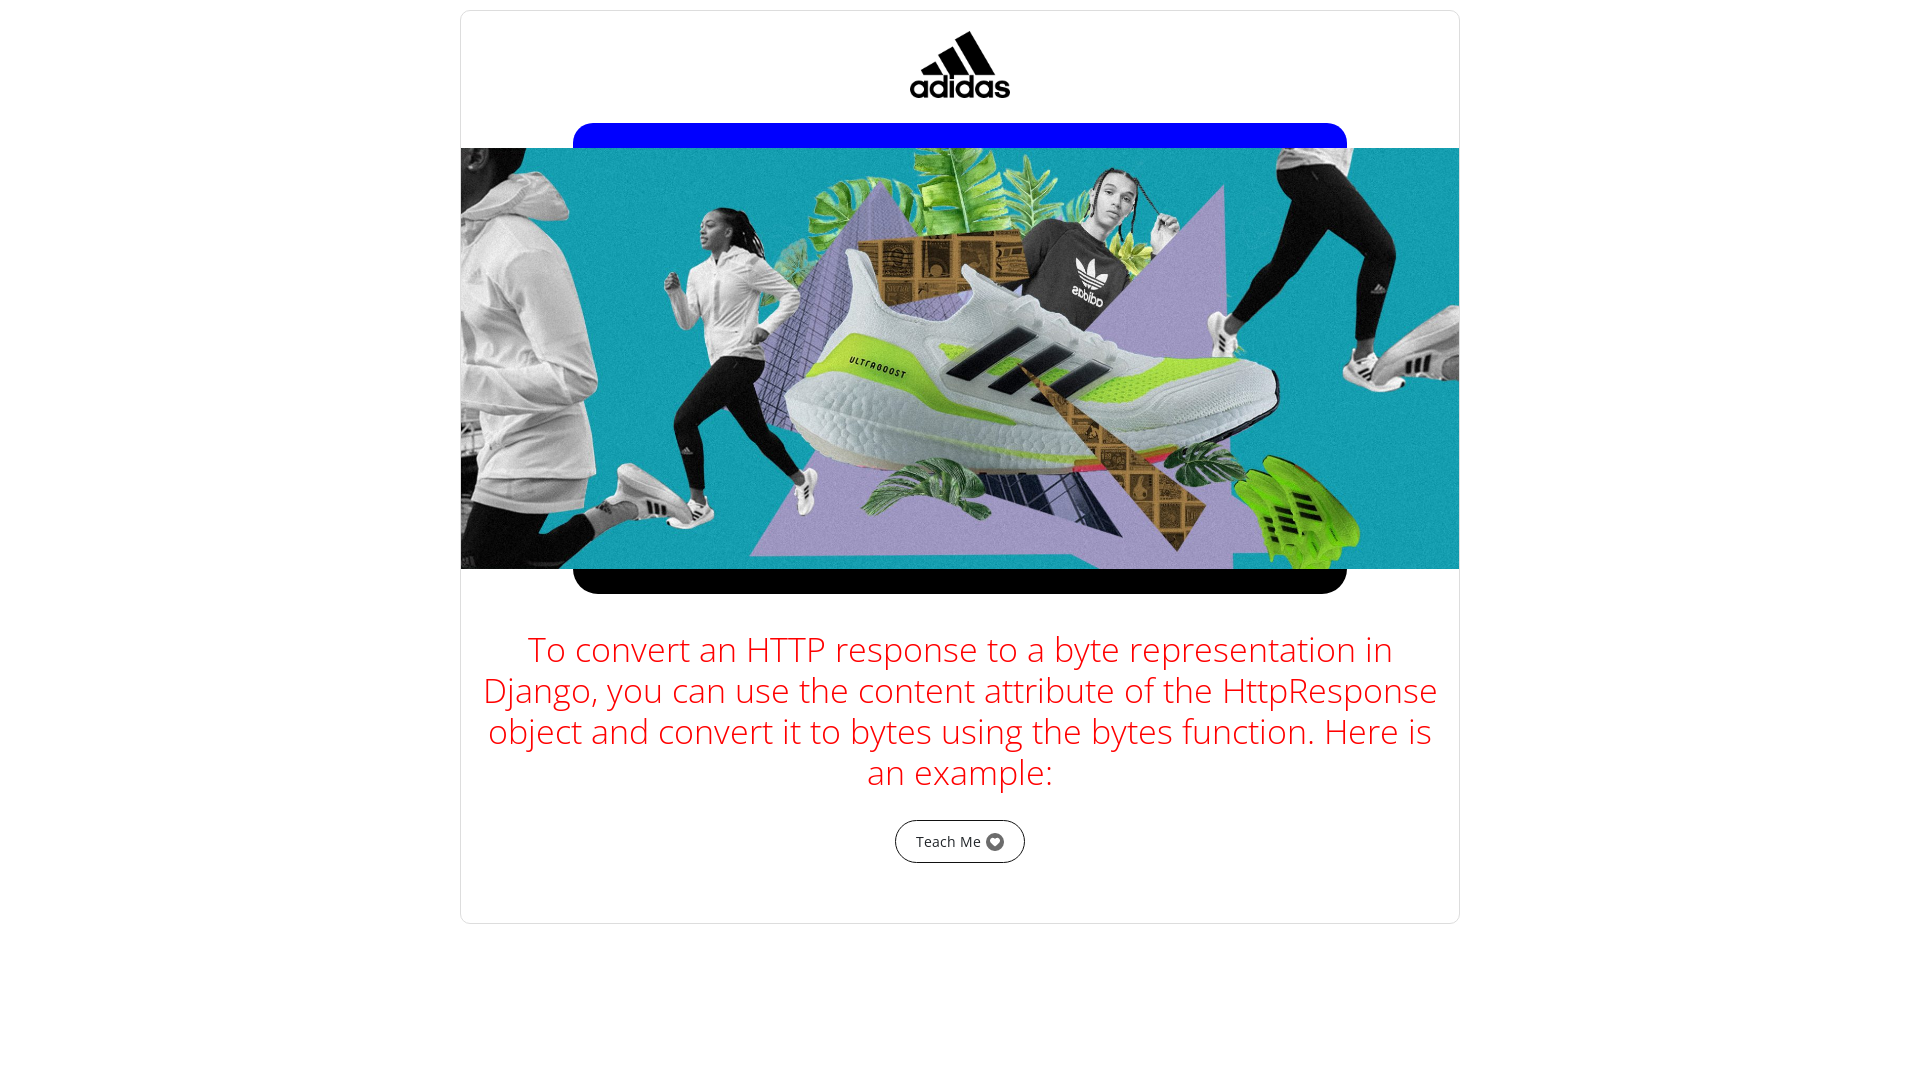 adidas
adidas
ULTRABOOST
To convert an HTTP response to a byte representation in
Django, you can use the content attribute of the HttpResponse
object and convert it to bytes using the bytes function. Here is
an example:
Teach Me